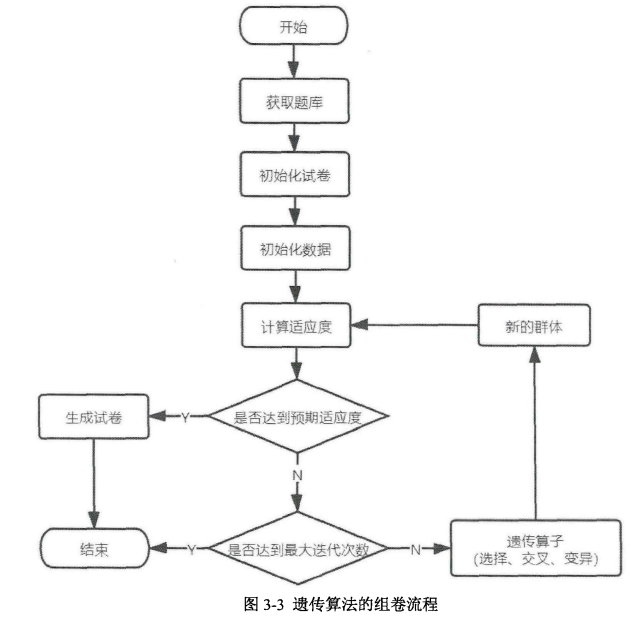 开始
获取题库
初始化试卷
初始化数据
计算适应度
新的群体
生成试卷
Y
是否达到预期适应度
N
结束
Y
是否达到最大迭代次数
N
遗传算子
(选择、交叉、变异)
图 3-3 遗传算法的组卷流程